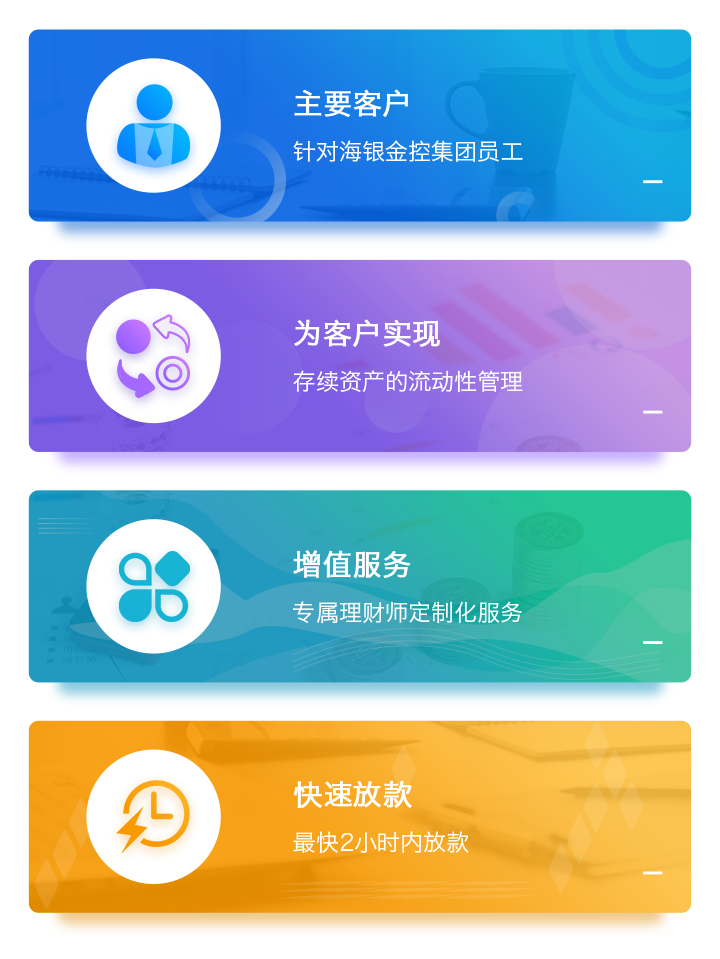 主要客户
针对海银金控集团员工
为客户实现
存续资产的流动性管理
增值服务
专属理财师定制化服务
快速放款
最快2小时内放款